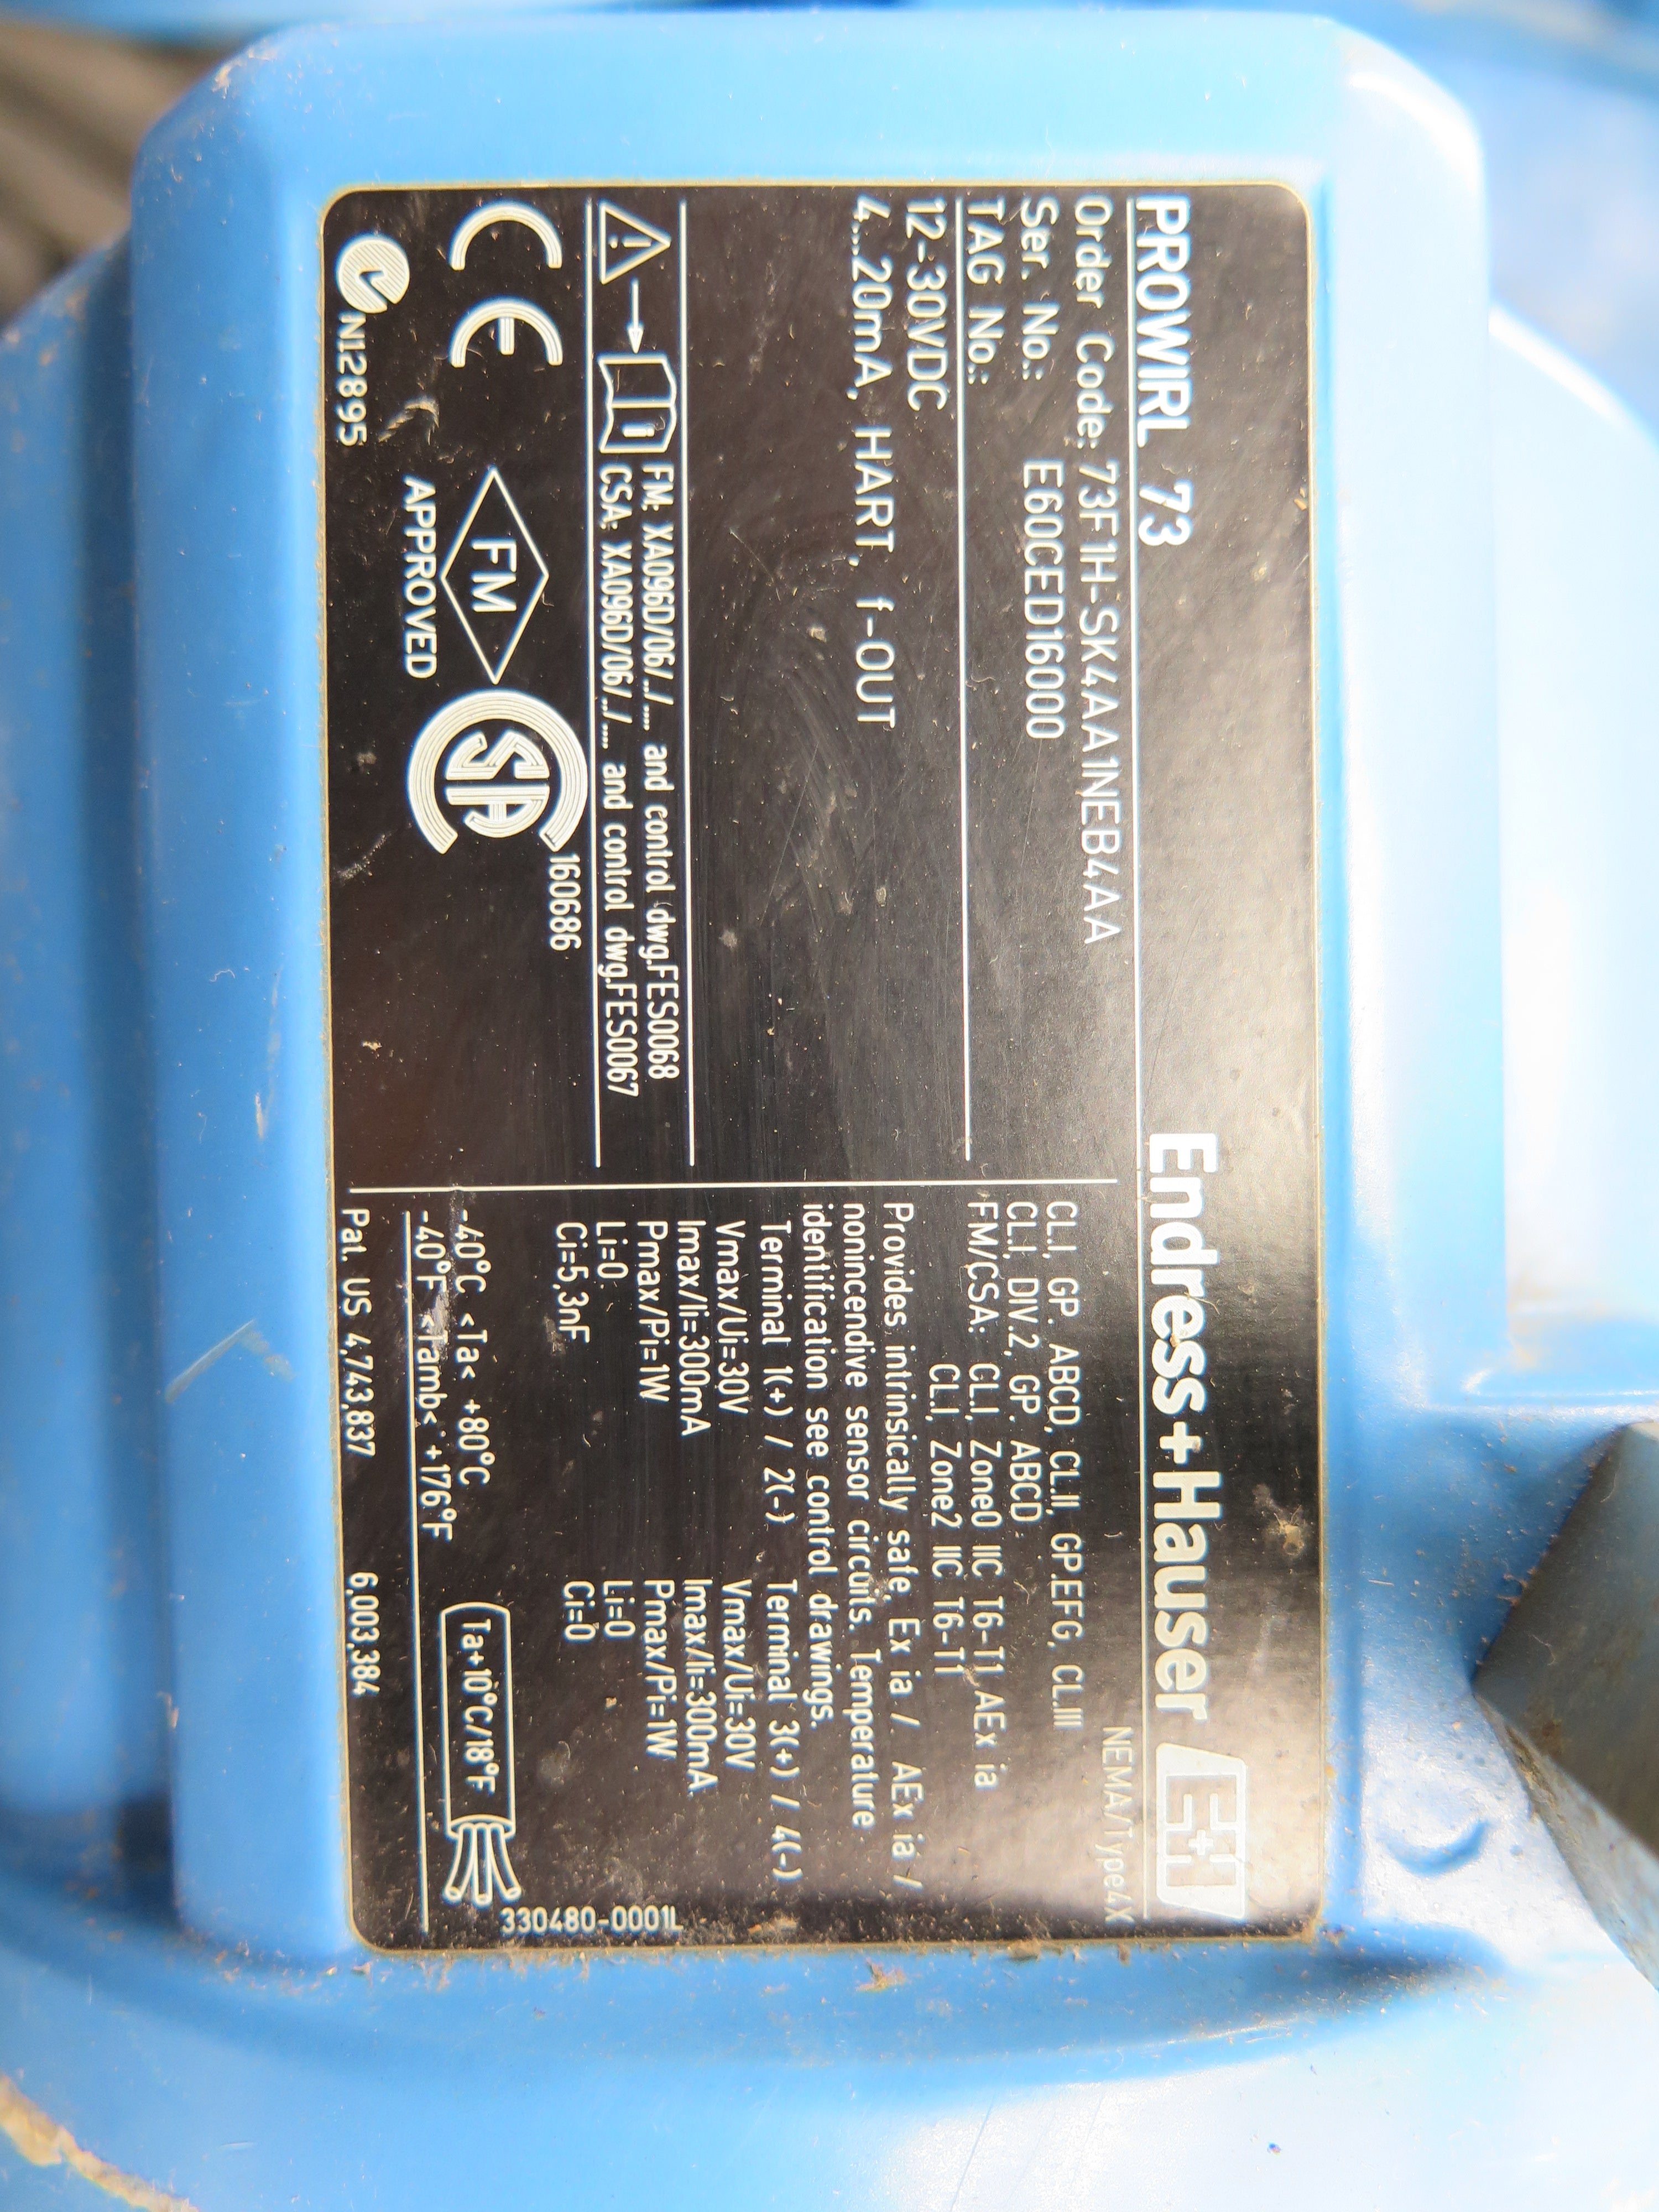 PROWIRL 73
Endress+Hauser
E+H
Order Code: 73F1H-SK4AA1NEB4AA
Ser. No.: E60CED16000
TAG No.:
12-30VDC
4...20mA, HART, f-OUT
FM: XA096D/06/../.... and control dwg.FES0068
CSA: XA096D/06/../.... and control dwg.FES0067
CE
FM
APPROVED
160686
N12895
NEMA/Type4X
CL.I, GP. ABCD, CL.II, GP.EFG, CL.III
CL.I, DIV.2, GP. ABCD
FM/CSA: CL.I, Zone0 IIC T6-T1,AEx ia
CL.I, Zone2 IIC T6-T1
Provides intrinsically safe, Ex ia / AEx ia /
nonincendive sensor circuits. Temperature
identification see control drawings.
Terminal 1(+) / 2(-) Terminal 3(+) / 4(-)
Vmax/Ui=30V Vmax/Ui=30V
Imax/Ii=300mA Imax/Ii=300mA
Pmax/Pi=1W Pmax/Pi=1W
Li=0 Li=0
Ci=5,3nF Ci=0
-40°C <Ta< +80°C
-40°F <Tamb< +176°F
Ta+10°C/18°F
330480-0001L
Pat. US 4,743,837 6,003,384